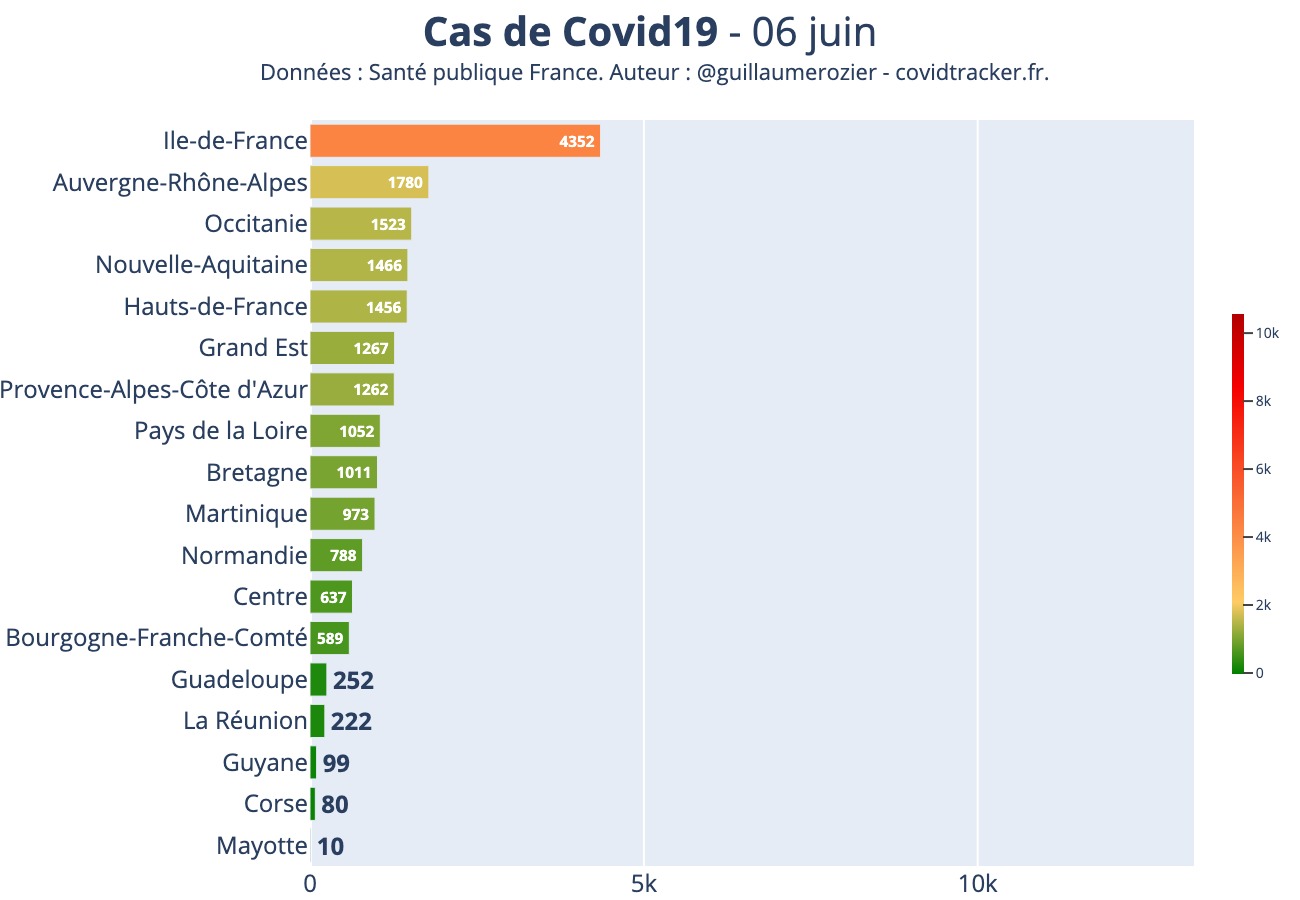 Cas de Covid19 - 06 juin
Données : Santé publique France. Auteur : @guillaumerozier - covidtracker.fr.
Ile-de-France 4352
Auvergne-Rhône-Alpes 1780
Occitanie 1523
Nouvelle-Aquitaine 1466
Hauts-de-France 1456
Grand Est 1267
Provence-Alpes-Côte d'Azur 1262
Pays de la Loire 1052
Bretagne 1011
Martinique 973
Normandie 788
Centre 637
Bourgogne-Franche-Comté 589
Guadeloupe 252
La Réunion 222
Guyane 99
Corse 80
Mayotte 10
0 5k 10k
10k
8k
6k
4k
2k
0